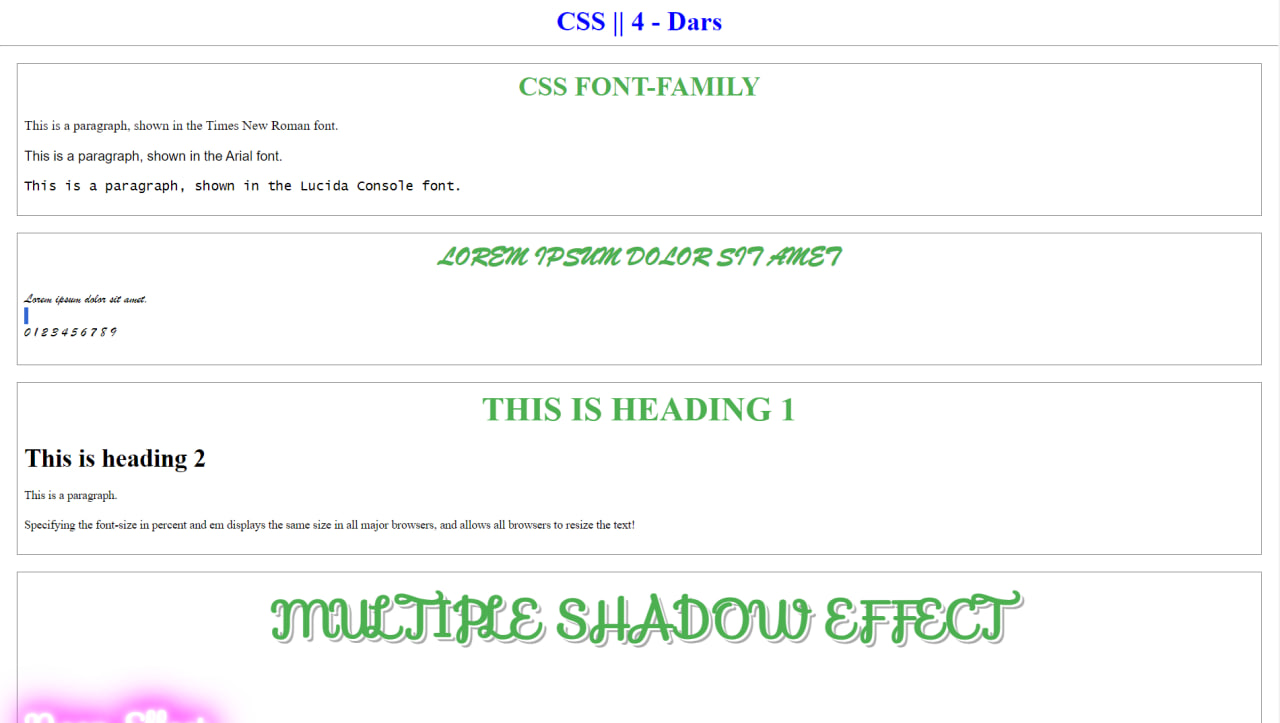 CSS || 4 - Dars
CSS FONT-FAMILY
This is a paragraph, shown in the Times New Roman font.
This is a paragraph, shown in the Arial font.
This is a paragraph, shown in the Lucida Console font.
LOREM IPSUM DOLOR SIT AMET
Lorem ipsum dolor sit amet.
0 1 2 3 4 5 6 7 8 9
THIS IS HEADING 1
This is heading 2
This is a paragraph.
Specifying the font-size in percent and em displays the same size in all major browsers, and allows all browsers to resize the text!
MULTIPLE SHADOW EFFECT